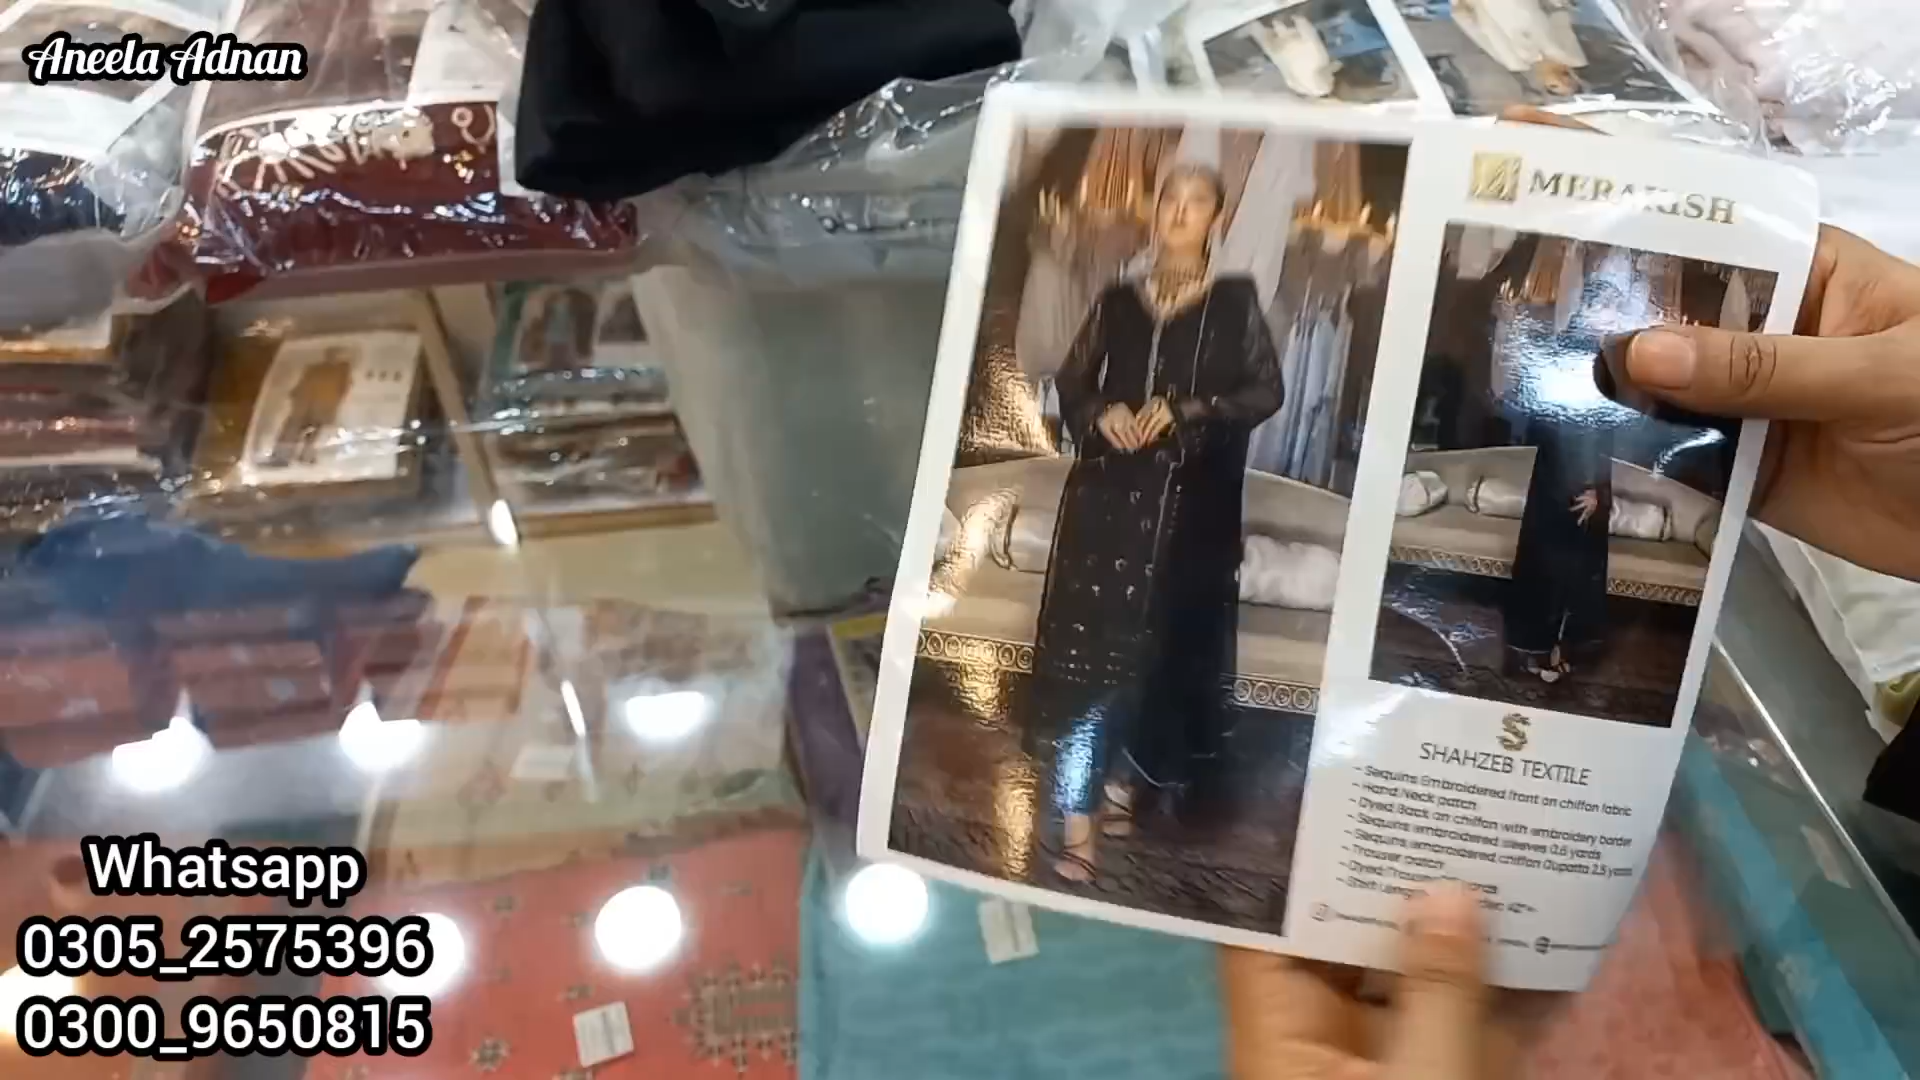 Aneela Adnan
MERAKISH
SHAHZEB TEXTILE
- Sequins Embroidered front on chiffon fabric
- Hand Neck patch
- Dyed Back on chiffon with embroidery border
- Sequins embroidered sleeves 0.6 yards
- Sequins embroidered chiffon Dupatta 2.5 yards
- Trouser patch
- Dyed Trouser
Whatsapp
0305_2575396
0300_9650815